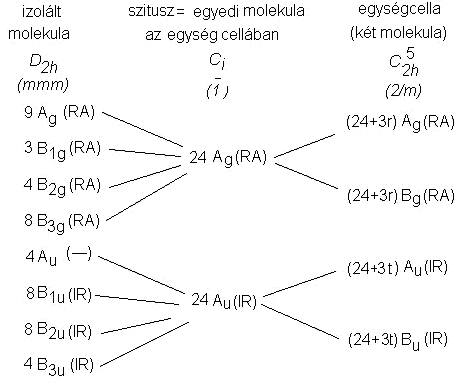 izolált molekula
szitusz= egyedi molekula az egység cellában
egységcella (két molekula)
D2h (mmm)
Ci (1̄)
C2h5 (2/m)
9 Ag (RA)
3 B1g (RA)
4 B2g (RA)
8 B3g (RA)
4 Au (—)
8 B1u (IR)
8 B2u (IR)
4 B3u (IR)
24 Ag (RA)
24 Au (IR)
(24+3r) Ag (RA)
(24+3r) Bg (RA)
(24+3t) Au (IR)
(24+3t) Bu (IR)